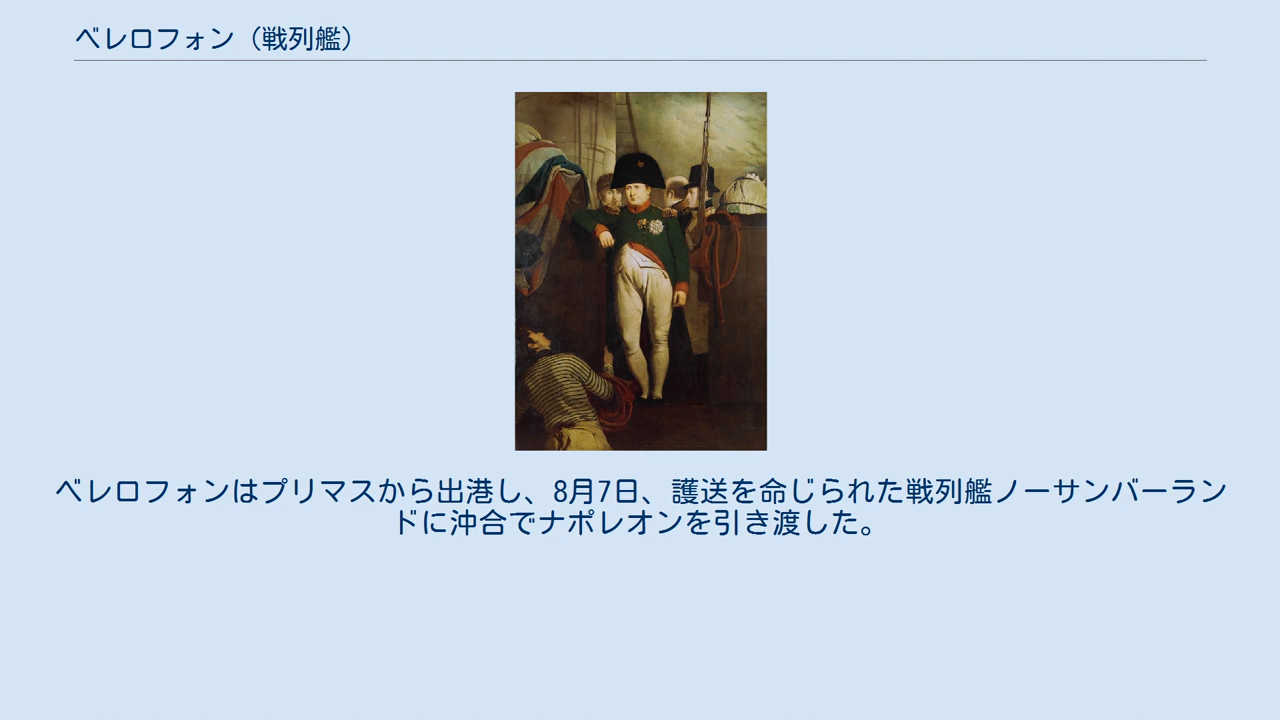 ベレロフォン（戦列艦）
ベレロフォンはプリマスから出港し、8月7日、護送を命じられた戦列艦ノーサンバーラン
ドに沖合でナポレオンを引き渡した。